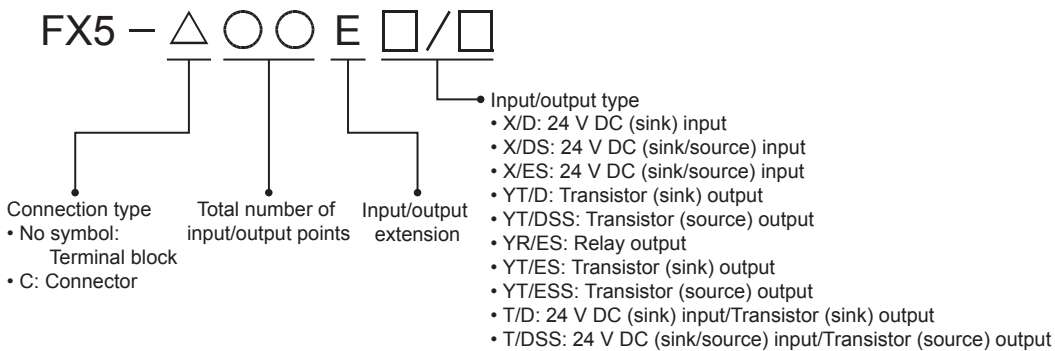 FX5 – △ ○ ○ E □/□
Input/output type
• X/D: 24 V DC (sink) input
• X/DS: 24 V DC (sink/source) input
• X/ES: 24 V DC (sink/source) input
• YT/D: Transistor (sink) output
• YT/DSS: Transistor (source) output
• YR/ES: Relay output
• YT/ES: Transistor (sink) output
• YT/ESS: Transistor (source) output
• T/D: 24 V DC (sink) input/Transistor (sink) output
• T/DSS: 24 V DC (sink/source) input/Transistor (source) output
Connection type
• No symbol:
Terminal block
• C: Connector
Total number of
input/output points
Input/output
extension